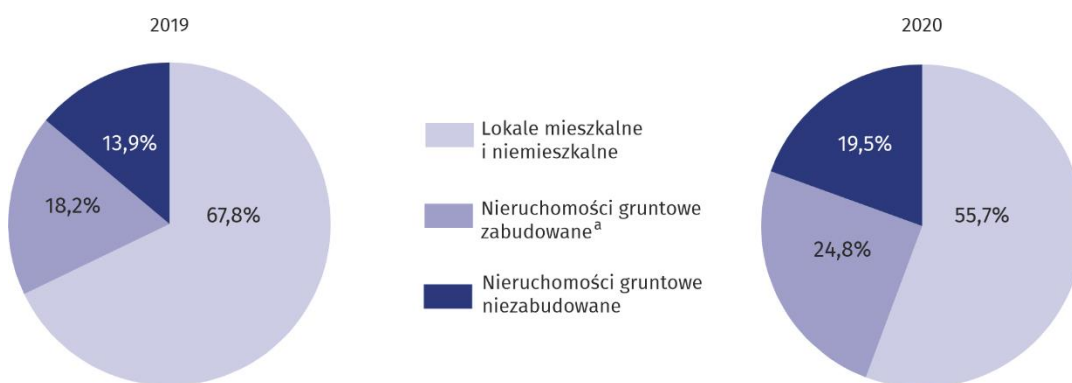 2019
13,9%
18,2%
67,8%
Lokale mieszkalne
i niemieszkalne
Nieruchomości gruntowe
zabudowaneᵃ
Nieruchomości gruntowe
niezabudowane
2020
19,5%
24,8%
55,7%